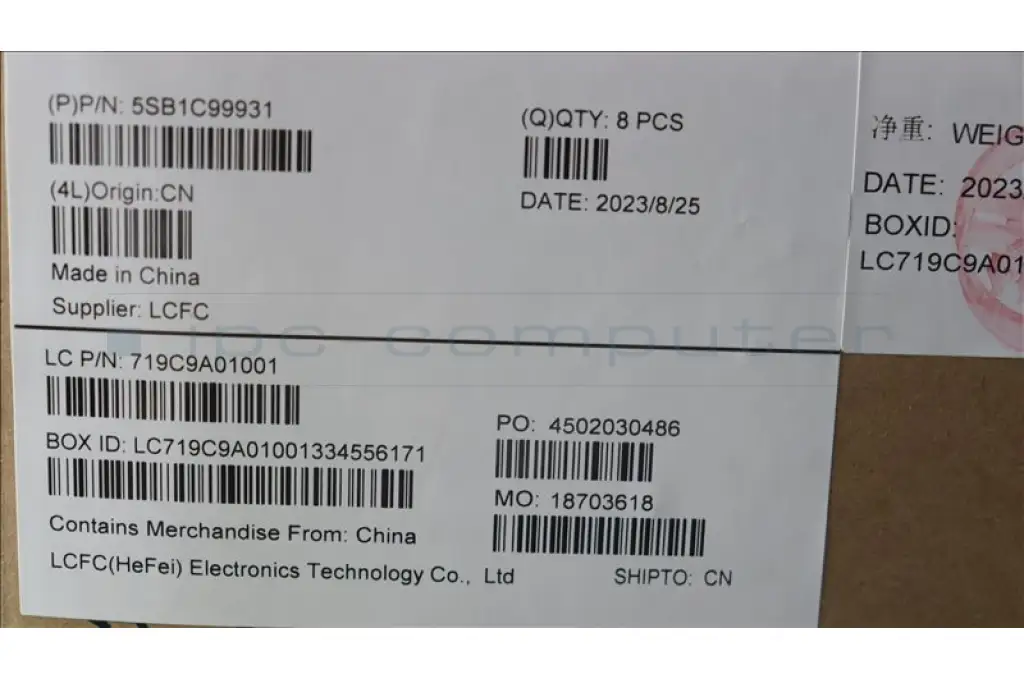 (P)P/N: 5SB1C99931
(Q)QTY: 8 PCS
(4L)Origin:CN
DATE: 2023/8/25
Made in China
Supplier: LCFC
LC P/N: 719C9A01001
PO: 4502030486
BOX ID: LC719C9A01001334556171
MO: 18703618
Contains Merchandise From: China
LCFC(HeFei) Electronics Technology Co., Ltd
SHIPTO: CN
净重: WEIG
DATE: 2023
BOXID:
LC719C9A01
ipc computer